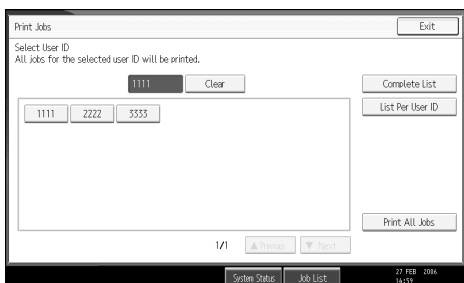 Print Jobs Exit
Select User ID
All jobs for the selected user ID will be printed.
1111 Clear Complete List
1111 2222 3333 List Per User ID
Print All Jobs
1/1 ▲ Previous ▼ Next
System Status Job List 27 FEB 2006
14:59